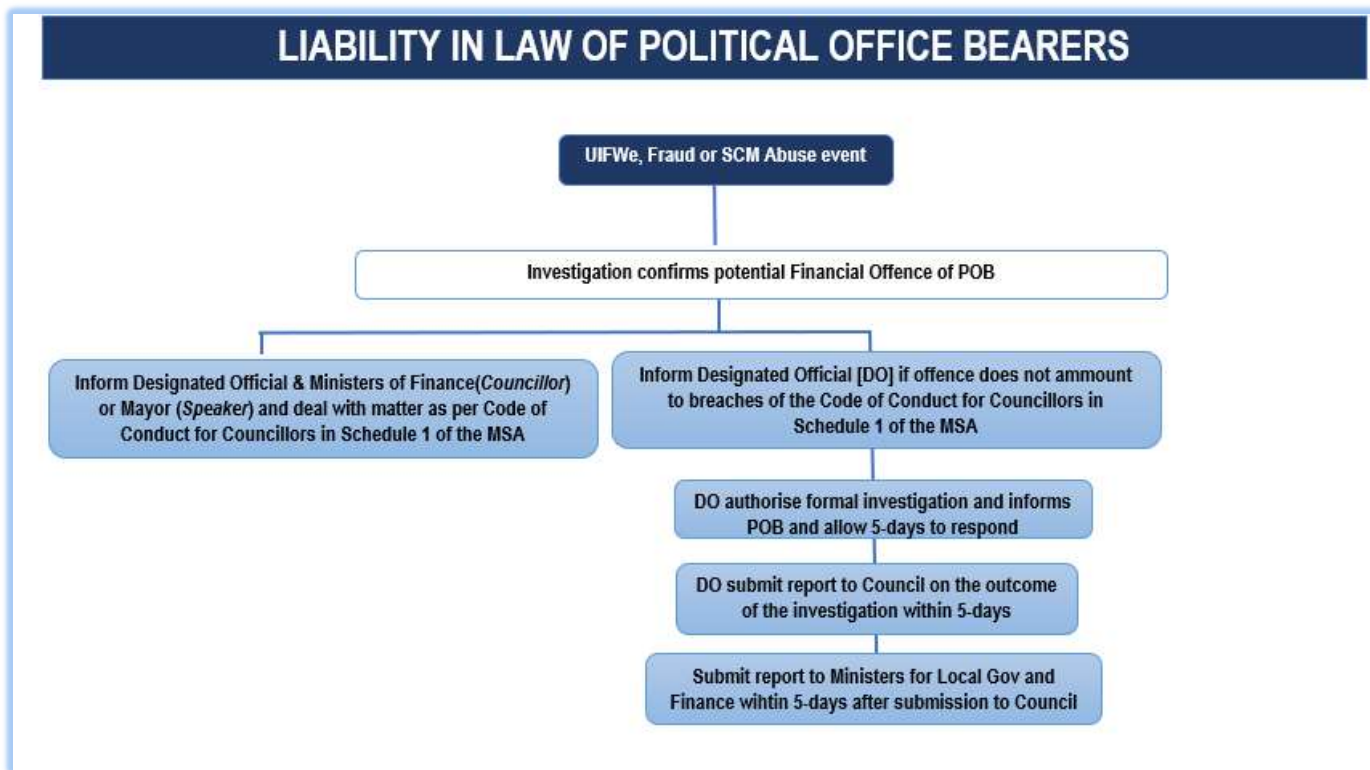 LIABILITY IN LAW OF POLITICAL OFFICE BEARERS
UIFWe, Fraud or SCM Abuse event
Investigation confirms potential Financial Offence of POB
Inform Designated Official & Ministers of Finance(Councillor)
or Mayor (Speaker) and deal with matter as per Code of
Conduct for Councillors in Schedule 1 of the MSA
Inform Designated Official [DO] if offence does not ammount
to breaches of the Code of Conduct for Councillors in
Schedule 1 of the MSA
DO authorise formal investigation and informs
POB and allow 5-days to respond
DO submit report to Council on the outcome
of the investigation within 5-days
Submit report to Ministers for Local Gov and
Finance wihtin 5-days after submission to Council